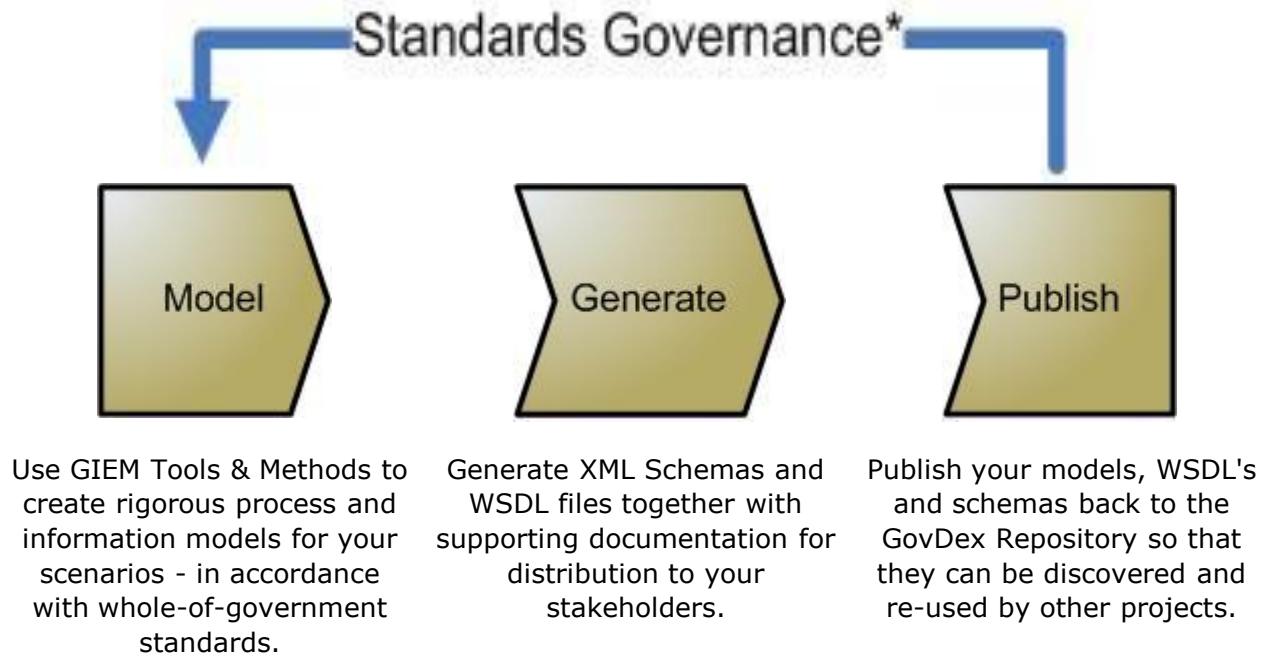 Standards Governance*
Model
Generate
Publish
Use GIEM Tools & Methods to
create rigorous process and
information models for your
scenarios - in accordance
with whole-of-government
standards.
Generate XML Schemas and
WSDL files together with
supporting documentation for
distribution to your
stakeholders.
Publish your models, WSDL's
and schemas back to the
GovDex Repository so that
they can be discovered and
re-used by other projects.